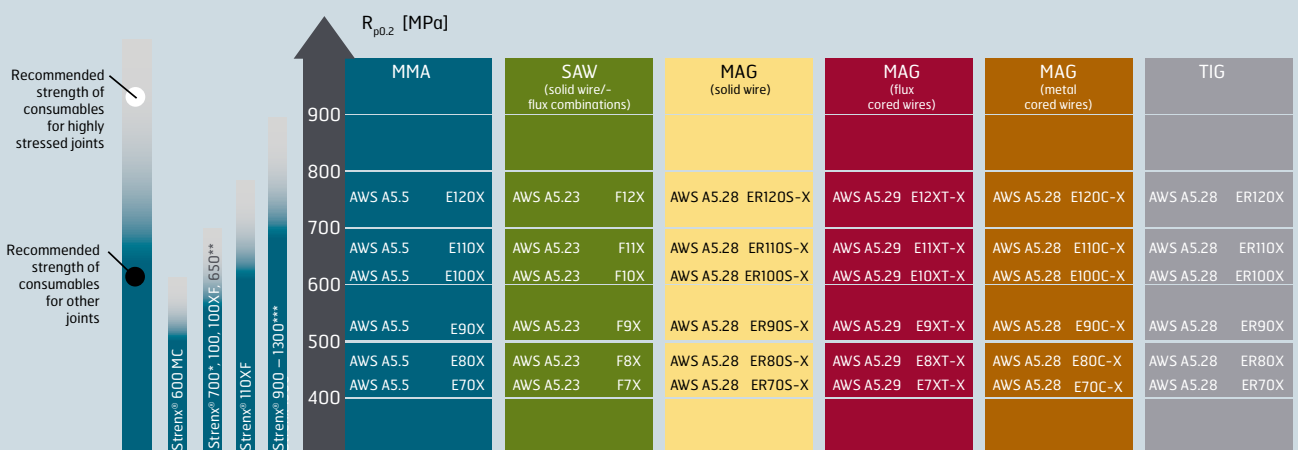 Rp0.2 [MPa]
Recommended
strength of
consumables
for highly
stressed joints
Recommended
strength of
consumables
for other
joints
Strenx® 600 MC
Strenx® 700*, 100, 100XF, 650**
Strenx® 110XF
Strenx® 900 – 1300***
900
800
700
600
500
400
MMA
AWS A5.5 E120X
AWS A5.5 E110X
AWS A5.5 E100X
AWS A5.5 E90X
AWS A5.5 E80X
AWS A5.5 E70X
SAW
(solid wire/–
flux combinations)
AWS A5.23 F12X
AWS A5.23 F11X
AWS A5.23 F10X
AWS A5.23 F9X
AWS A5.23 F8X
AWS A5.23 F7X
MAG
(solid wire)
AWS A5.28 ER120S-X
AWS A5.28 ER110S-X
AWS A5.28 ER100S-X
AWS A5.28 ER90S-X
AWS A5.28 ER80S-X
AWS A5.28 ER70S-X
MAG
(flux
cored wires)
AWS A5.29 E12XT-X
AWS A5.29 E11XT-X
AWS A5.29 E10XT-X
AWS A5.29 E9XT-X
AWS A5.29 E8XT-X
AWS A5.29 E7XT-X
MAG
(metal
cored wires)
AWS A5.28 E120C-X
AWS A5.28 E110C-X
AWS A5.28 E100C-X
AWS A5.28 E90C-X
AWS A5.28 E80C-X
AWS A5.28 E70C-X
TIG
AWS A5.28 ER120X
AWS A5.28 ER110X
AWS A5.28 ER100X
AWS A5.28 ER90X
AWS A5.28 ER80X
AWS A5.28 ER70X